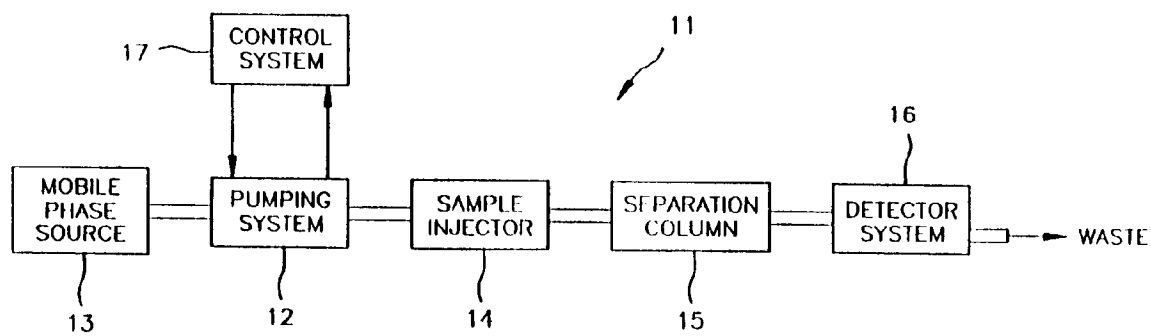 11
17
CONTROL
SYSTEM
16
MOBILE
PHASE
SOURCE
PUMPING
SYSTEM
SAMPLE
INJECTOR
SEPARATION
COLUMN
DETECTOR
SYSTEM
WASTE
13
12
14
15